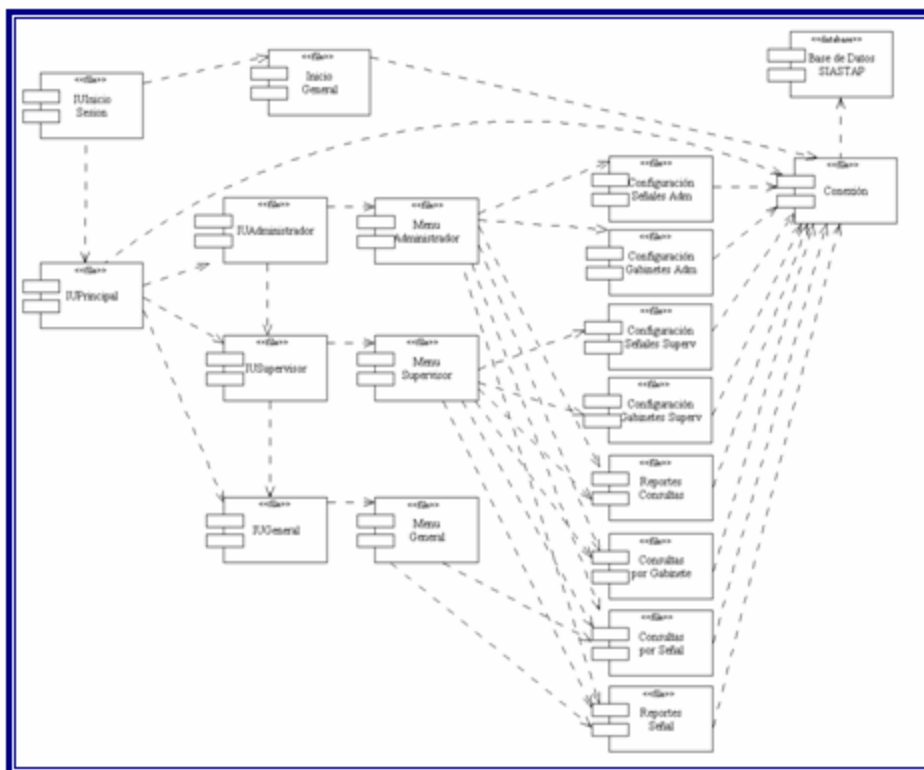 <<file>>
IUInicio
Sesion
<<file>>
Inicio
General
<<database>>
Base de Datos
SIASTAP
<<file>>
Conexión
<<file>>
IUPrincipal
<<file>>
IUAdministrador
<<file>>
Menu
Administrador
<<file>>
Configuración
Señales Adm
<<file>>
Configuración
Gabinetes Adm
<<file>>
IUSupervisor
<<file>>
Menu
Supervisor
<<file>>
Configuración
Señales Superv
<<file>>
Configuración
Gabinetes Superv
<<file>>
IUGeneral
<<file>>
Menu
General
<<file>>
Reportes
Consultas
<<file>>
Consultas
por Gabinete
<<file>>
Consultas
por Señal
<<file>>
Reportes
Señal